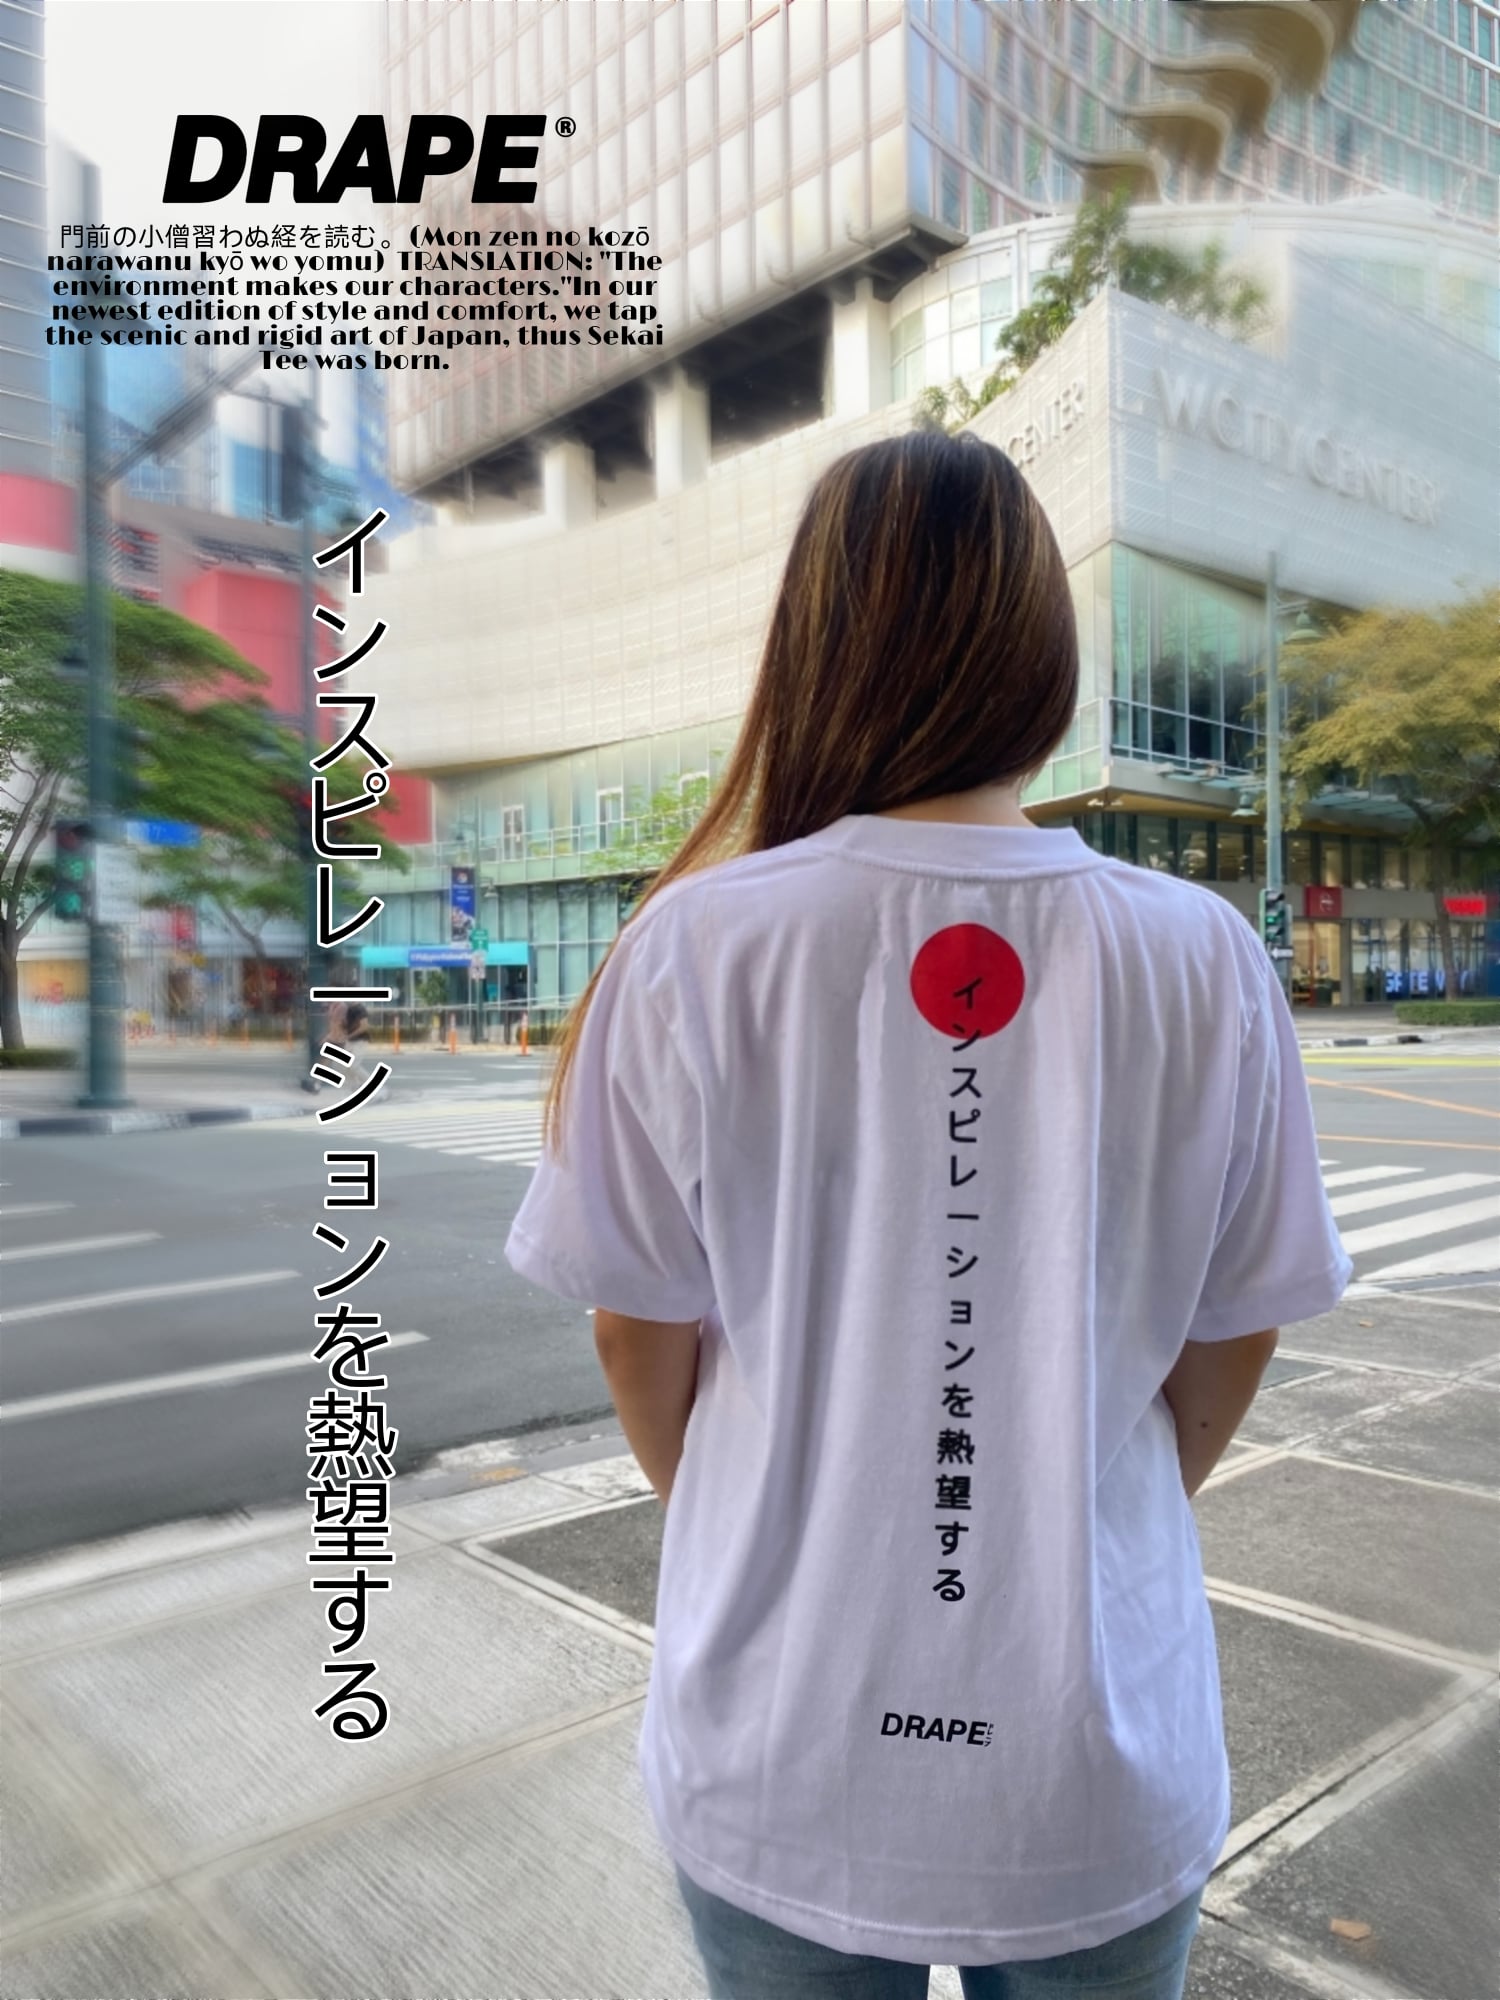 DRAPE®
門前の小僧習わぬ経を読む。(Mon zen no kozō
narawanu kyō wo yomu) TRANSLATION: "The
environment makes our characters."In our
newest edition of style and comfort, we tap
the scenic and rigid art of Japan, thus Sekai
Tee was born.
CENTER
W CITY CENTER
インスピレーションを熱望する
インスピレーションを熱望する
DRAPE